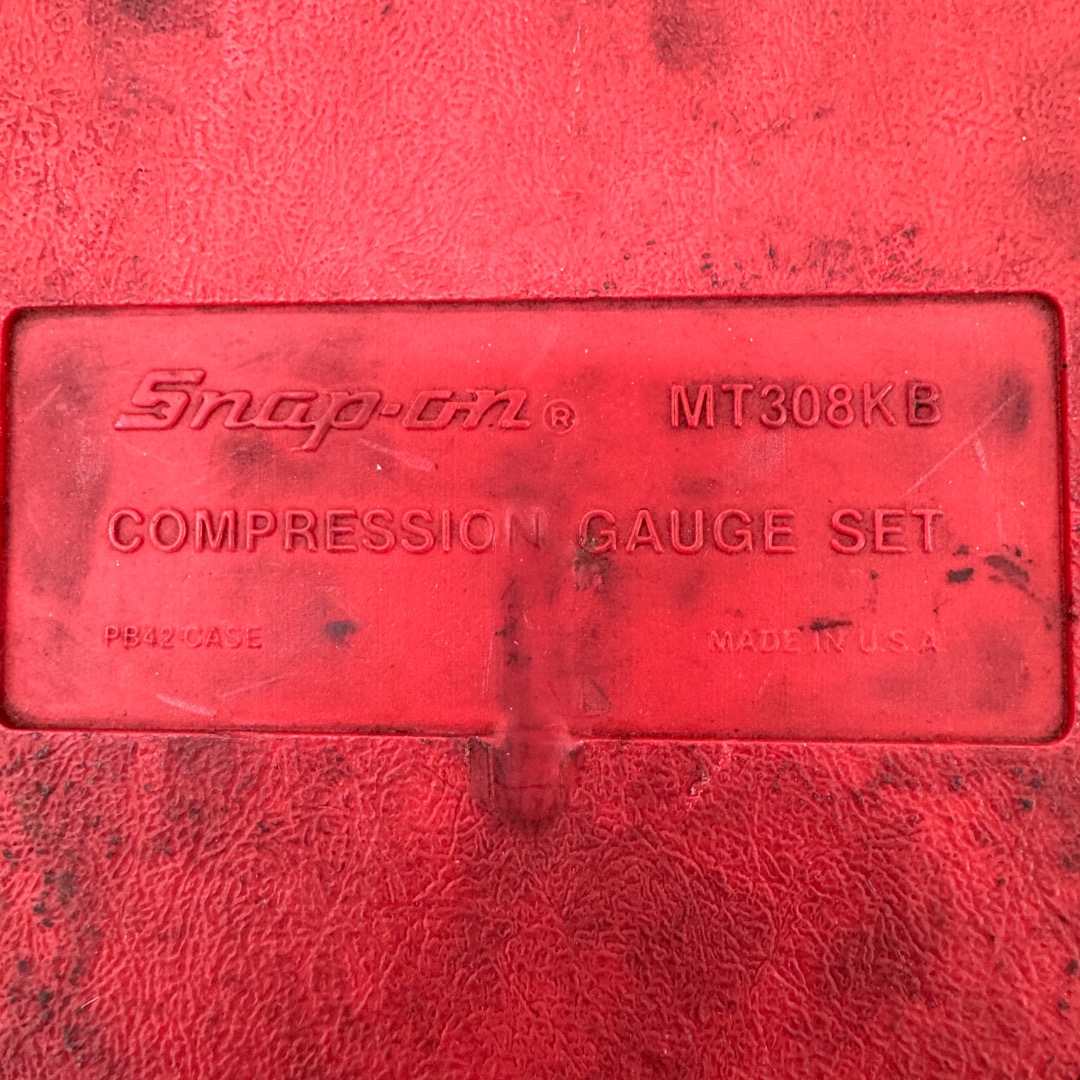 Snap-on® MT308KB
COMPRESSION GAUGE SET
PB42 CASE MADE IN U.S.A.